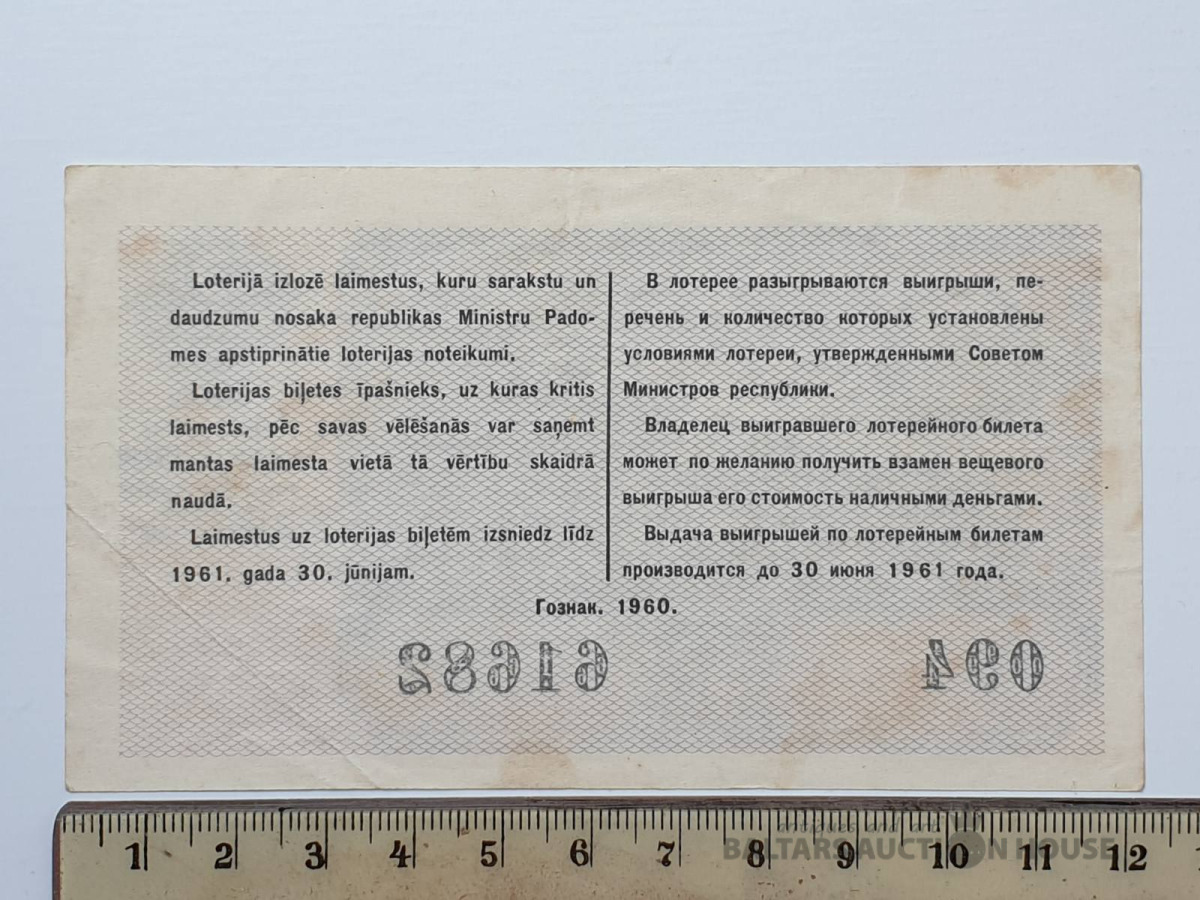 Loterijā izlozē laimestus, kuru sarakstu un
daudzumu nosaka republikas Ministru Pado-
mes apstiprinātie loterijas noteikumi.
Loterijas biļetes īpašnieks, uz kuras kritis
laimests, pēc savas vēlēšanās var saņemt
mantas laimesta vietā tā vērtību skaidrā
naudā.
Laimestus uz loterijas biļetēm izsniedz līdz
1961. gada 30. jūnijam.
В лотерее разыгрываются выигрыши, пе-
речень и количество которых установлены
условиями лотереи, утвержденными Советом
Министров республики.
Владелец выигравшего лотерейного билета
может по желанию получить взамен вещевого
выигрыша его стоимость наличными деньгами.
Выдача выигрышей по лотерейным билетам
производится до 30 июня 1961 года.
Гознак. 1960.
61682 094
antiques and art
BALTARS AUCTION HOUSE
1 2 3 4 5 6 7 8 9 10 11 12